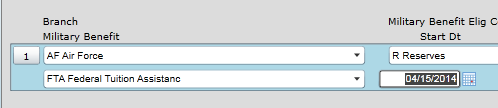 Branch Military Benefit Elig C
Military Benefit Start Dt
1 AF Air Force R Reserves
FTA Federal Tuition Assistanc 04/15/2014